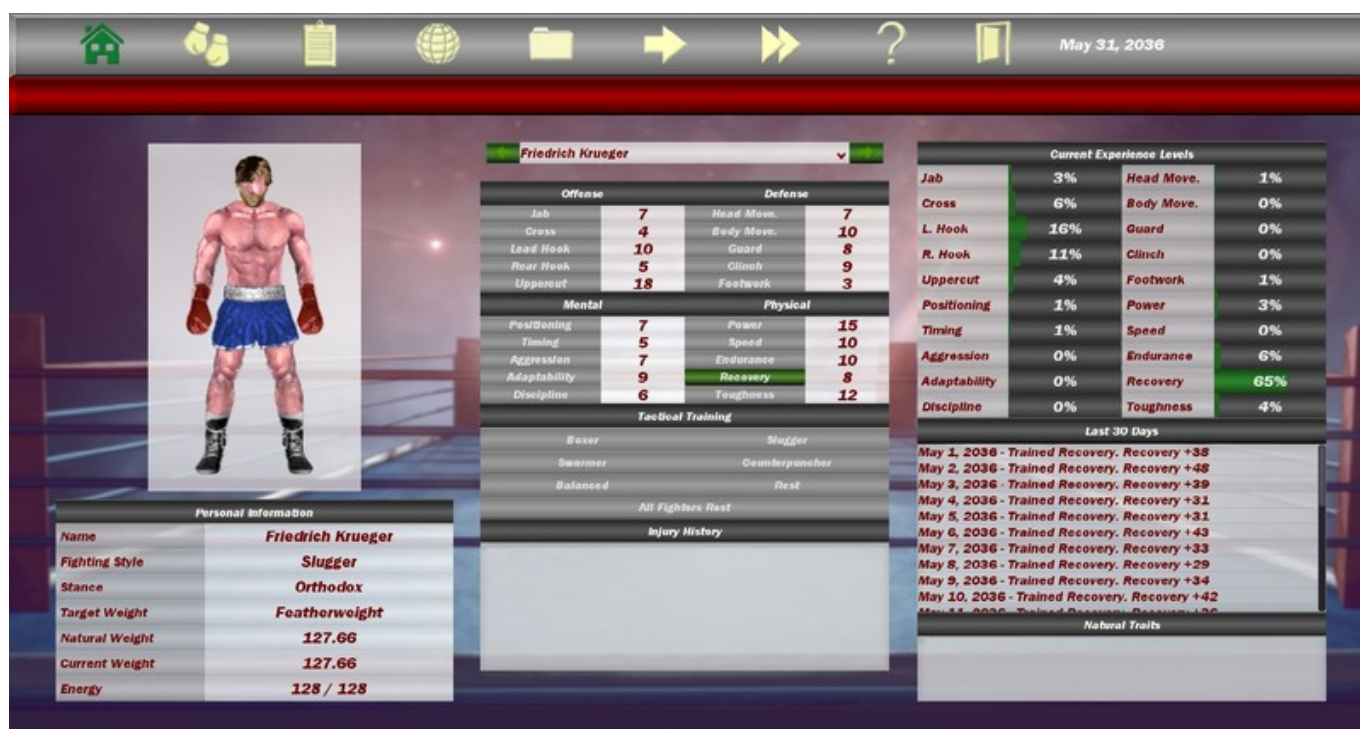 ?
May 31, 2036
Friedrich Krueger
Offense Defense
Jab 7 Head Move. 7
Cross 4 Body Move. 10
Lead Hook 10 Guard 8
Rear Hook 5 Clinch 9
Uppercut 18 Footwork 3
Mental Physical
Positioning 7 Power 15
Timing 5 Speed 10
Aggression 7 Endurance 10
Adaptability 9 Recovery 8
Discipline 6 Toughness 12
Tactical Training
Boxer Slugger
Swarmer Counterpuncher
Balanced Rest
All Fighters Rest
Injury History
Personal Information
Name Friedrich Krueger
Fighting Style Slugger
Stance Orthodox
Target Weight Featherweight
Natural Weight 127.66
Current Weight 127.66
Energy 128 / 128
Current Experience Levels
Jab 3% Head Move. 1%
Cross 6% Body Move. 0%
L. Hook 16% Guard 0%
R. Hook 11% Clinch 0%
Uppercut 4% Footwork 1%
Positioning 1% Power 3%
Timing 1% Speed 0%
Aggression 0% Endurance 6%
Adaptability 0% Recovery 65%
Discipline 0% Toughness 4%
Last 30 Days
May 1, 2036 - Trained Recovery. Recovery +38
May 2, 2036 - Trained Recovery. Recovery +48
May 3, 2036 - Trained Recovery. Recovery +39
May 4, 2036 - Trained Recovery. Recovery +31
May 5, 2036 - Trained Recovery. Recovery +31
May 6, 2036 - Trained Recovery. Recovery +43
May 7, 2036 - Trained Recovery. Recovery +33
May 8, 2036 - Trained Recovery. Recovery +29
May 9, 2036 - Trained Recovery. Recovery +34
May 10, 2036 - Trained Recovery. Recovery +42
Natural Traits